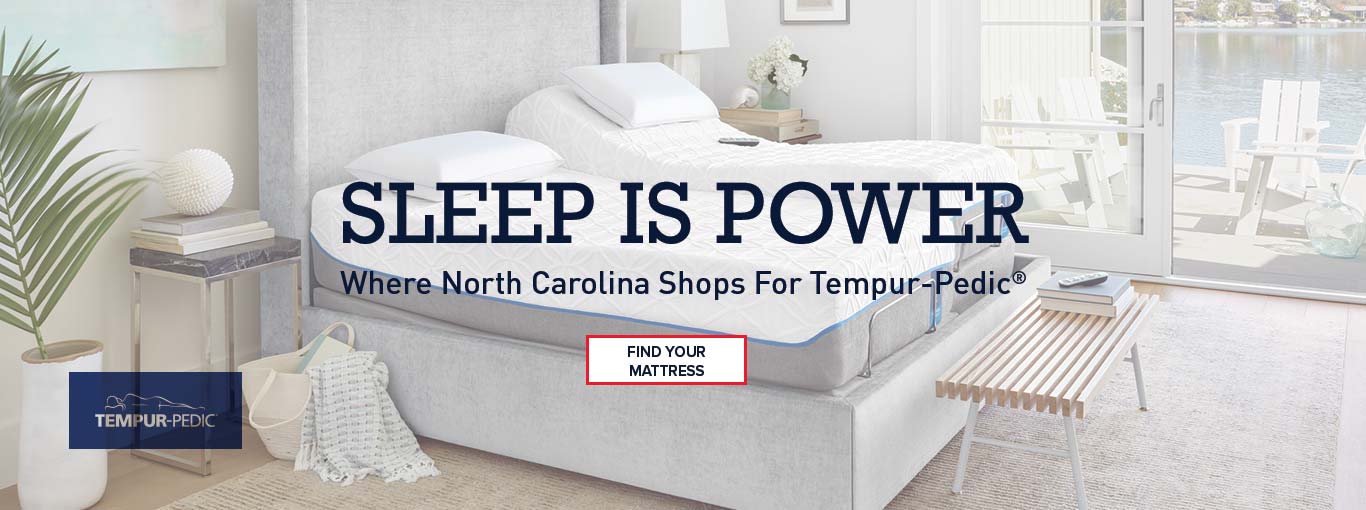 SLEEP IS POWER
Where North Carolina Shops For Tempur-Pedic®
FIND YOUR
MATTRESS
TEMPUR-PEDIC